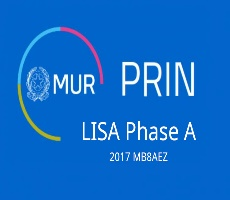 MUR PRIN
LISA Phase A
2017 MB8AEZ